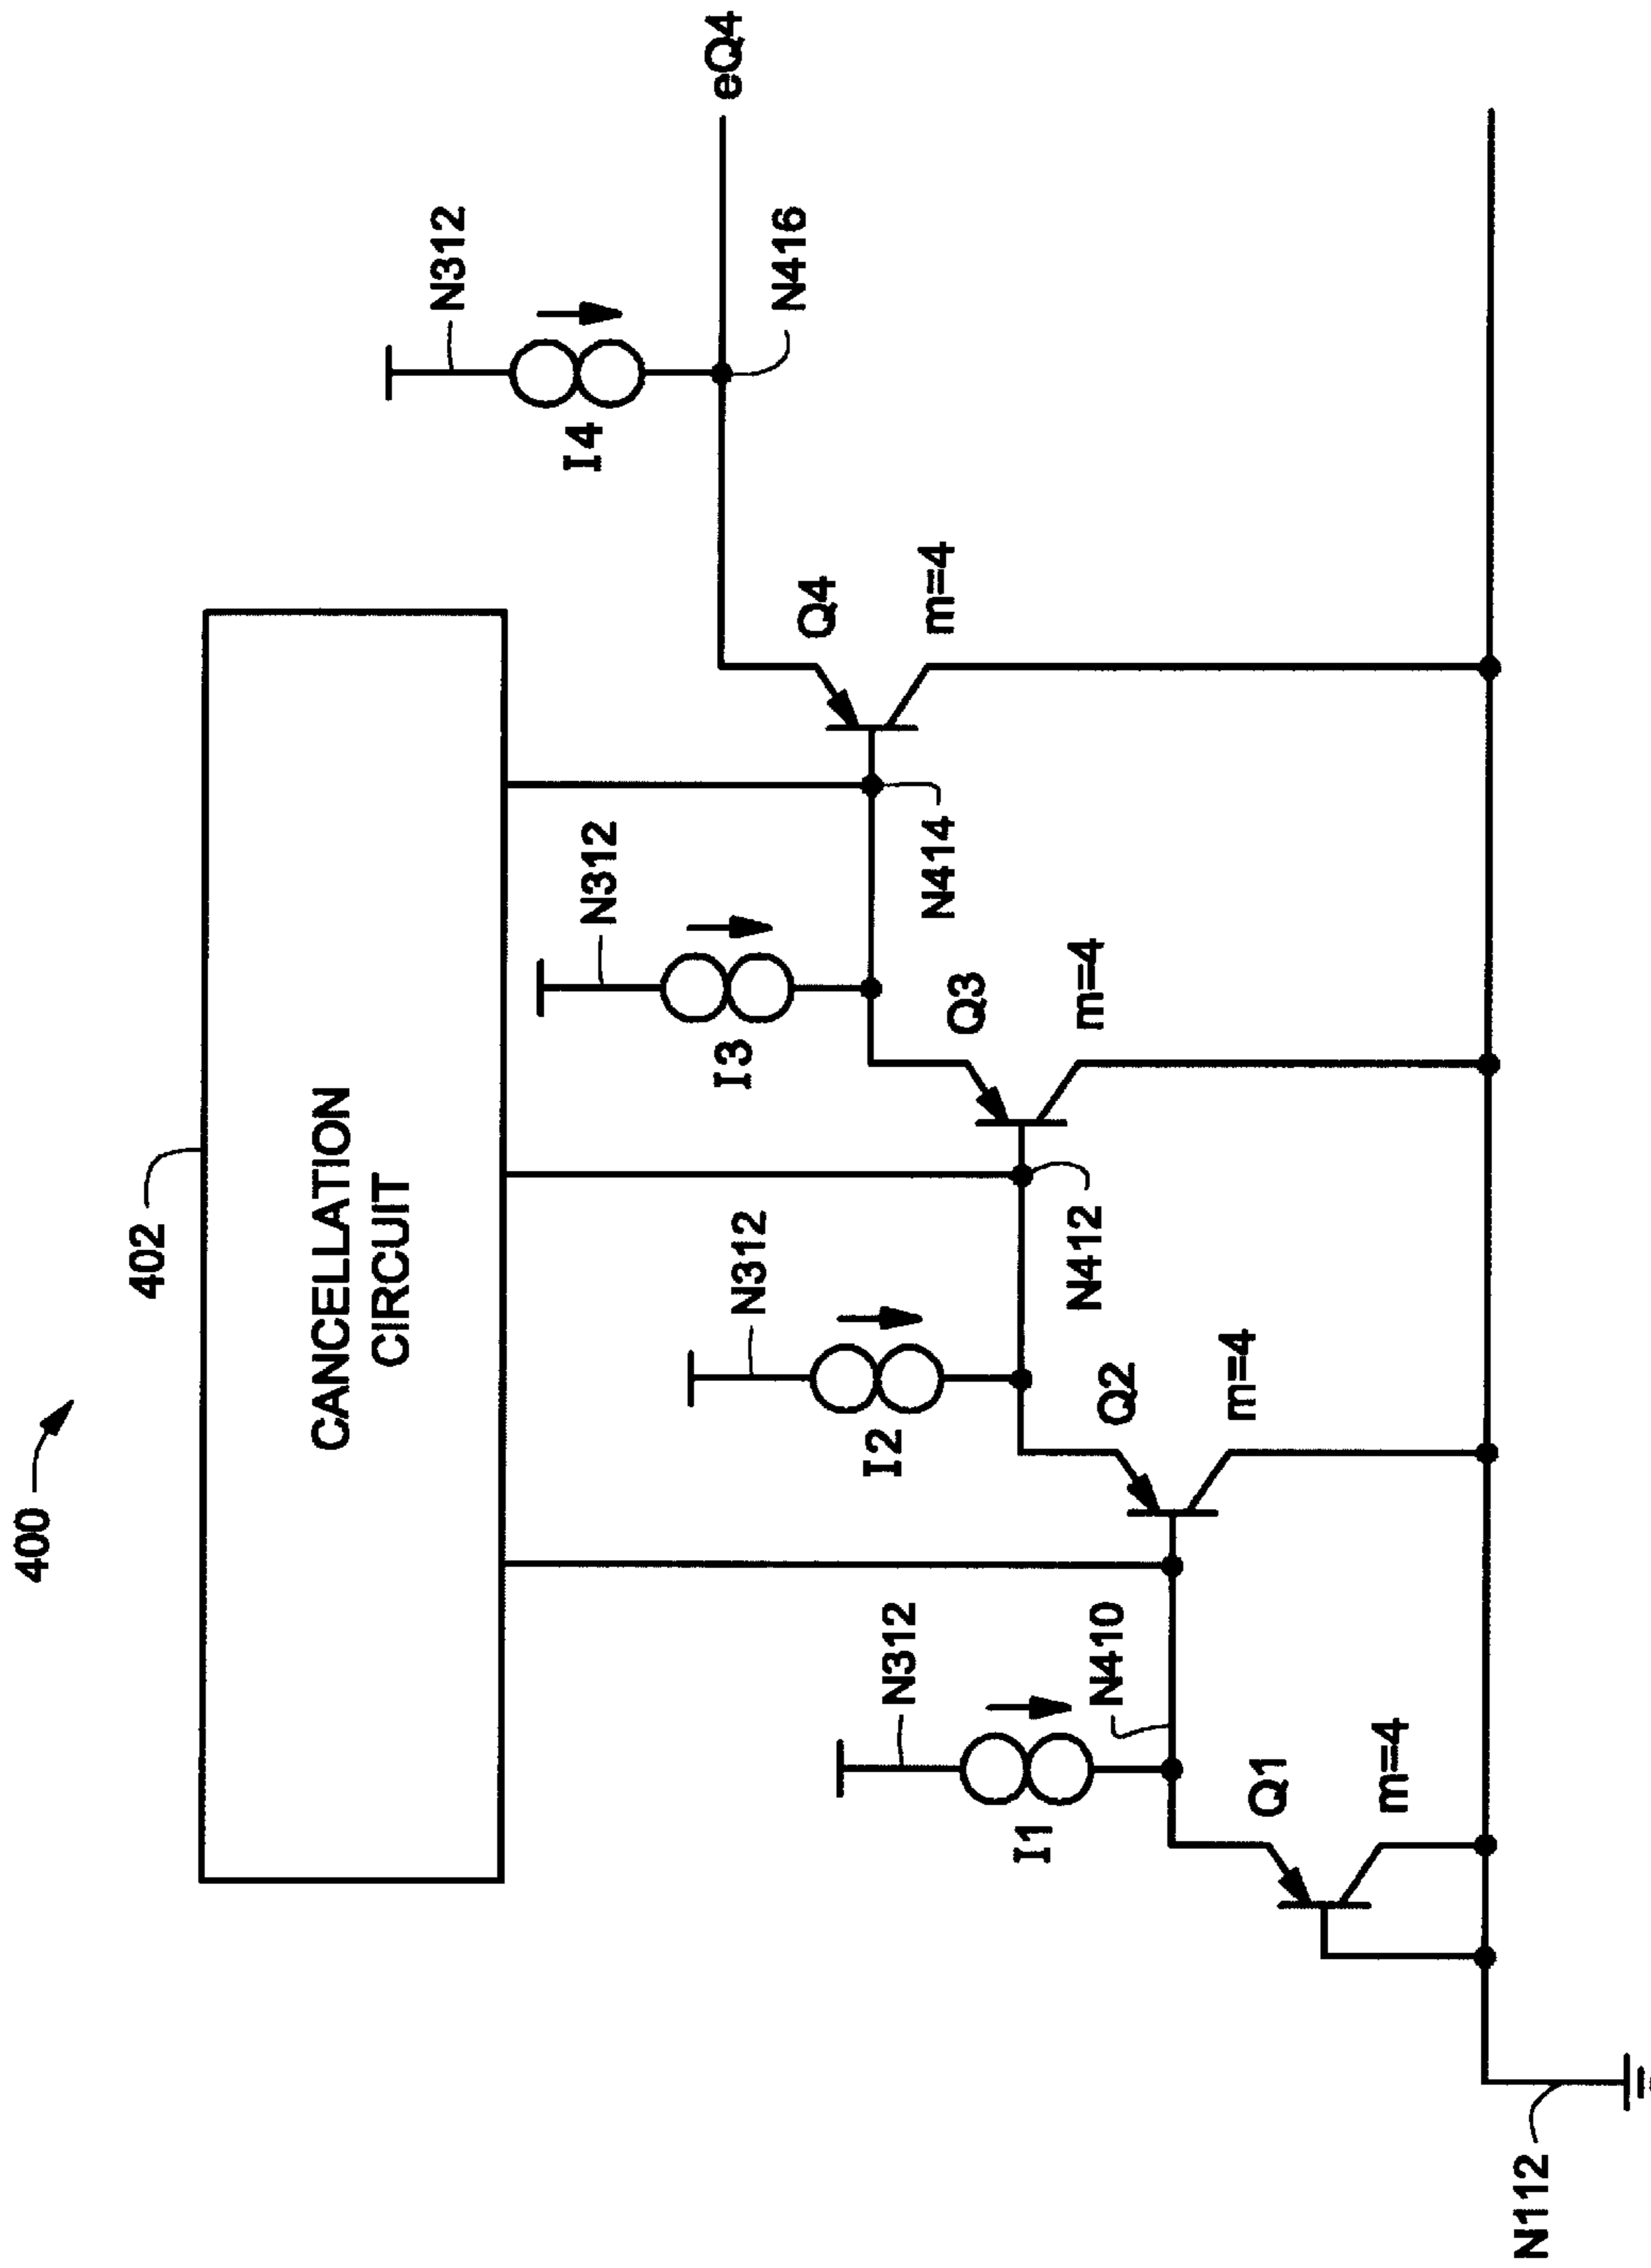 400
402
CANCELLATION
CIRCUIT
N312
I4
eQ4
N416
N312
I3
Q4
m=4
N414
N312
I2
Q3
m=4
N412
N312
I1
Q2
m=4
N410
Q1
m=4
N112